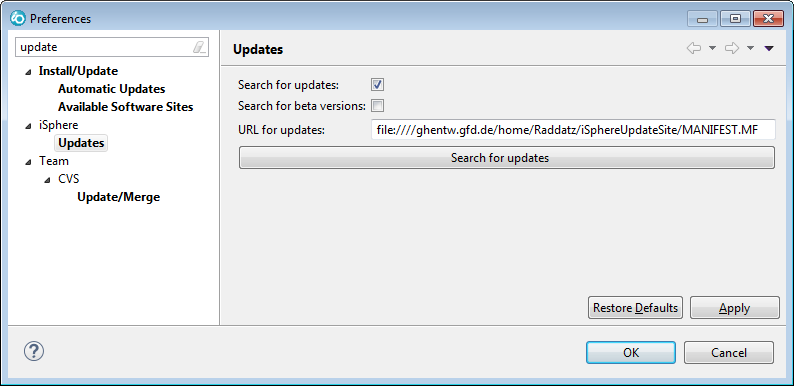 Preferences
update
Updates
Install/Update
Automatic Updates
Available Software Sites
iSphere
Updates
Team
CVS
Update/Merge
Search for updates:
Search for beta versions:
URL for updates: file:////ghentw.gfd.de/home/Raddatz/iSphereUpdateSite/MANIFEST.MF
Search for updates
Restore Defaults Apply
? OK Cancel